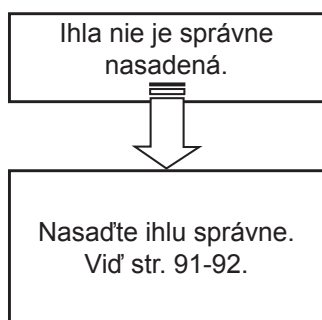 Ihla nie je správne
nasadená.
Nasaďte ihlu správne.
Viď str. 91-92.